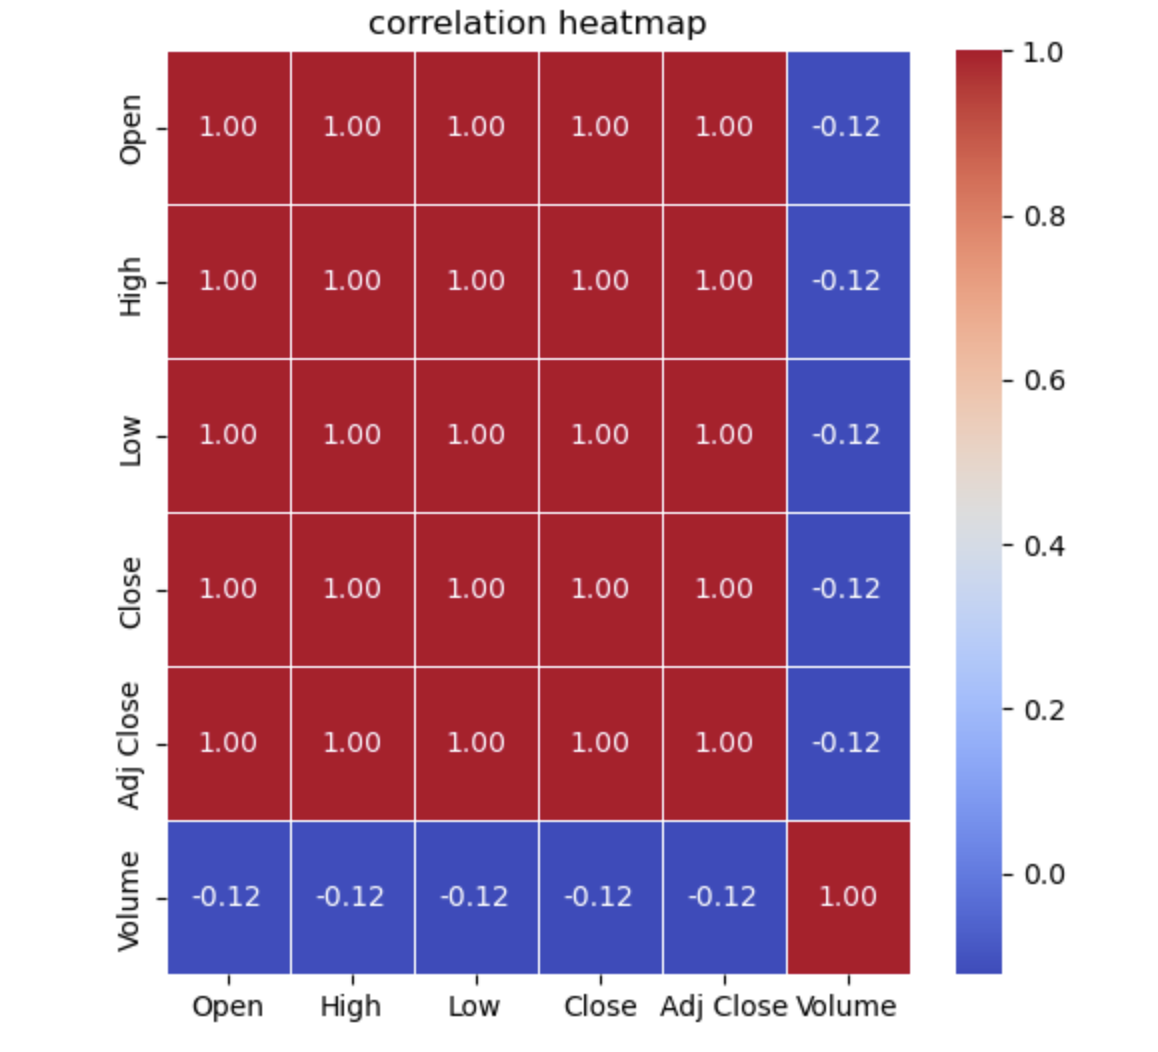 correlation heatmap
Open 1.00 1.00 1.00 1.00 1.00 -0.12
High 1.00 1.00 1.00 1.00 1.00 -0.12
Low 1.00 1.00 1.00 1.00 1.00 -0.12
Close 1.00 1.00 1.00 1.00 1.00 -0.12
Adj Close 1.00 1.00 1.00 1.00 1.00 -0.12
Volume -0.12 -0.12 -0.12 -0.12 -0.12 1.00
Open High Low Close Adj Close Volume
1.0
0.8
0.6
0.4
0.2
0.0